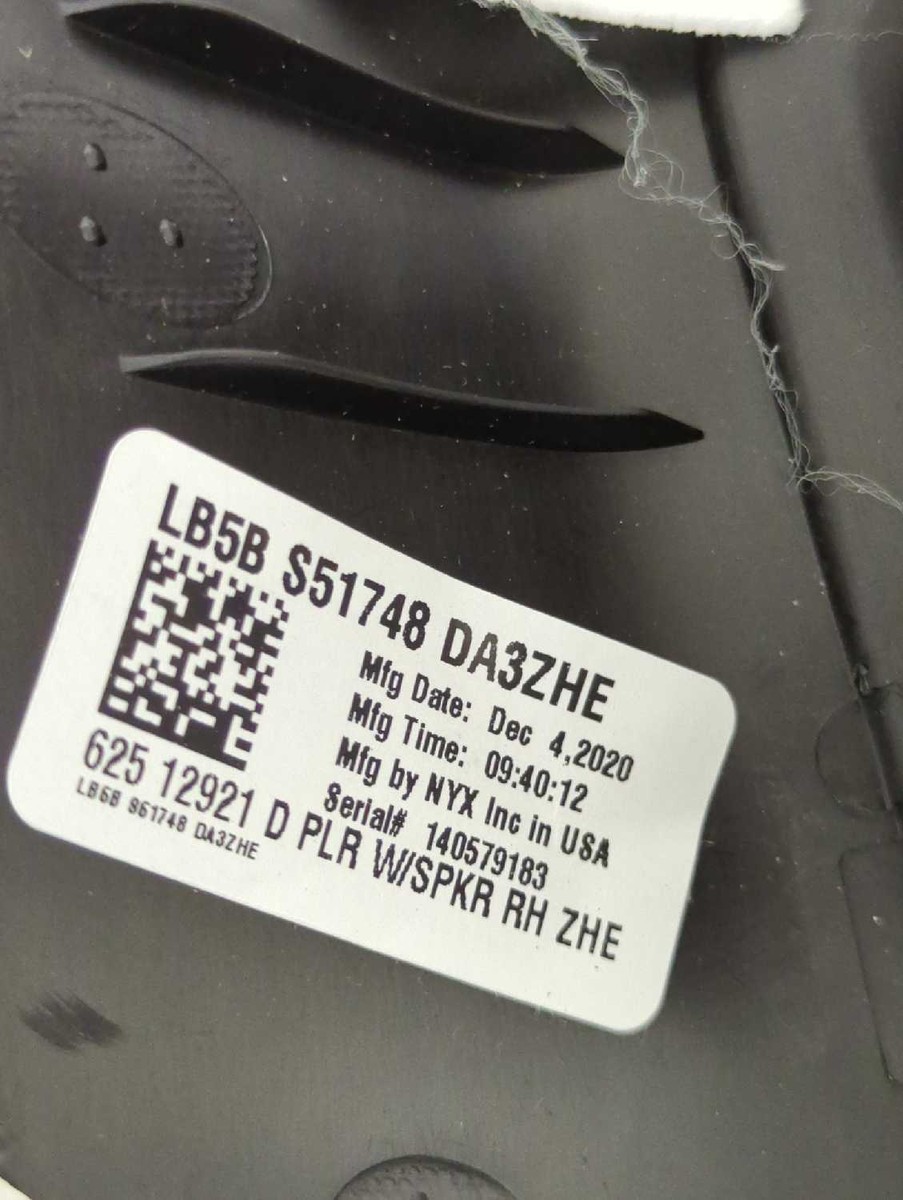 LB5B S51748 DA3ZHE
Mfg Date: Dec 4,2020
Mfg Time: 09:40:12
Mfg by NYX Inc in USA
Serial# 140579183
625 12921 D PLR W/SPKR RH ZHE
LB5B S51748 DA3ZHE